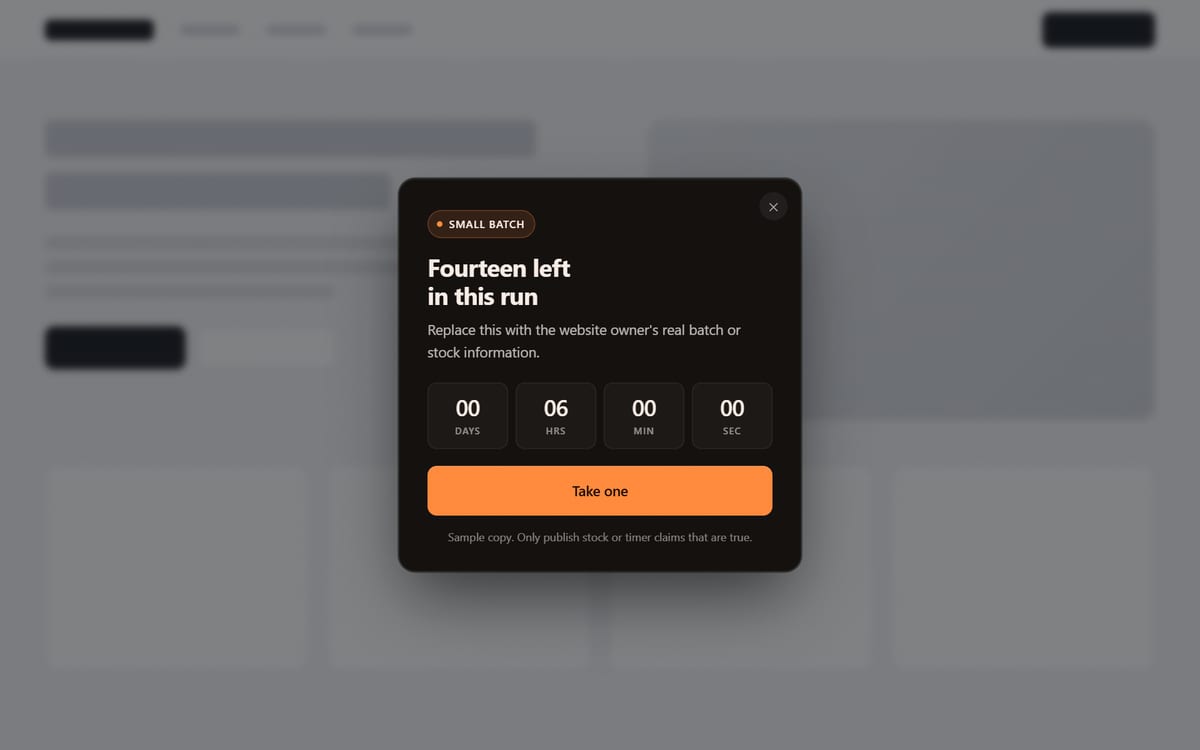 SMALL BATCH
Fourteen left
in this run
Replace this with the website owner's real batch or
stock information.
00 06 00 00
DAYS HRS MIN SEC
Take one
Sample copy. Only publish stock or timer claims that are true.